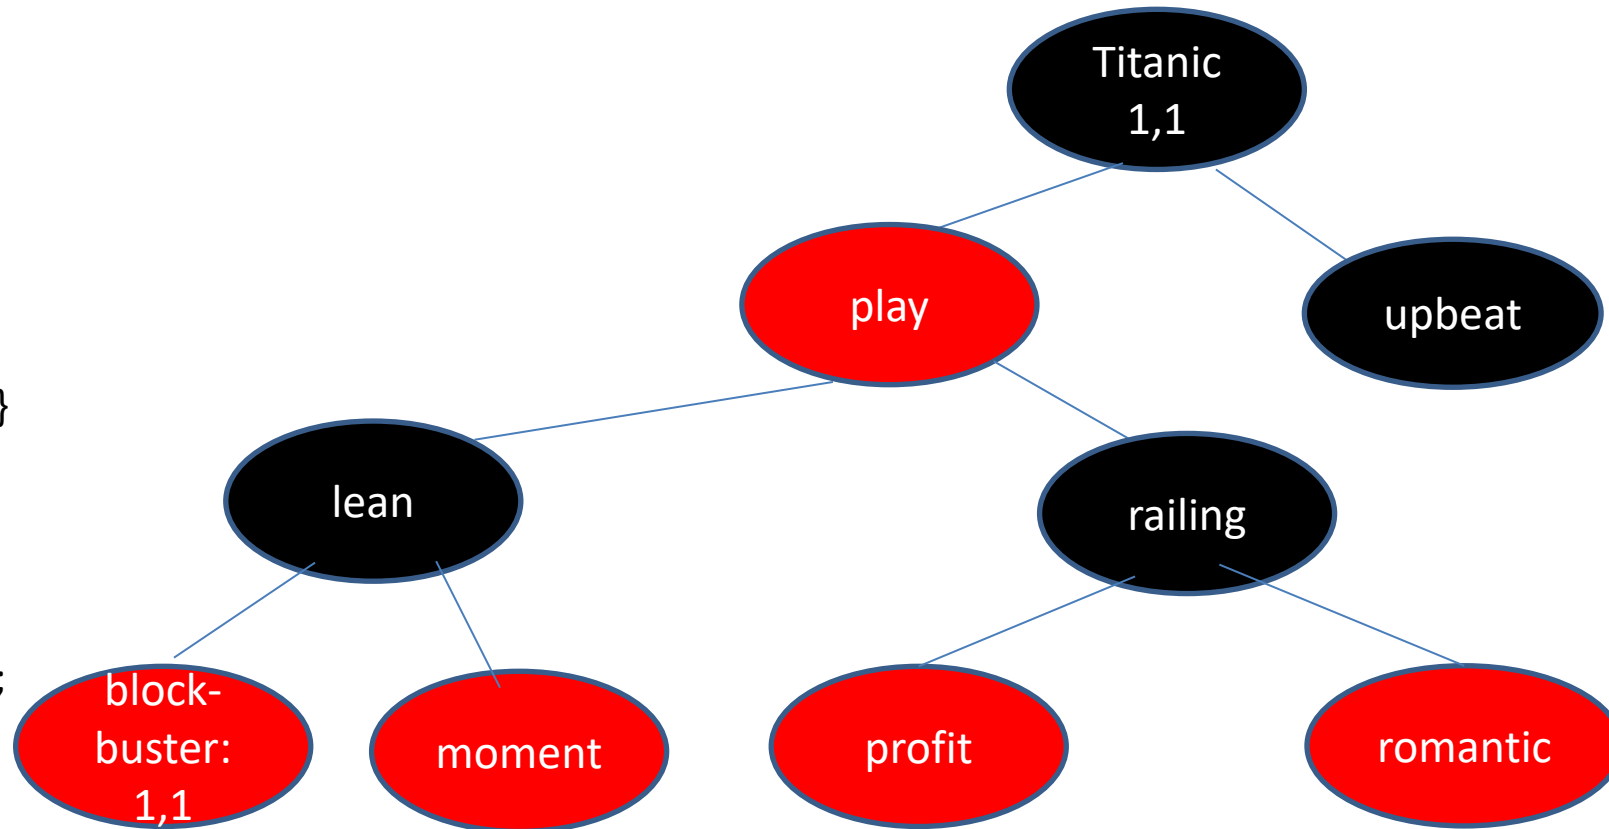 Titanic
1,1
play
upbeat
}
lean
railing
;
block-
buster:
1,1
moment
profit
romantic